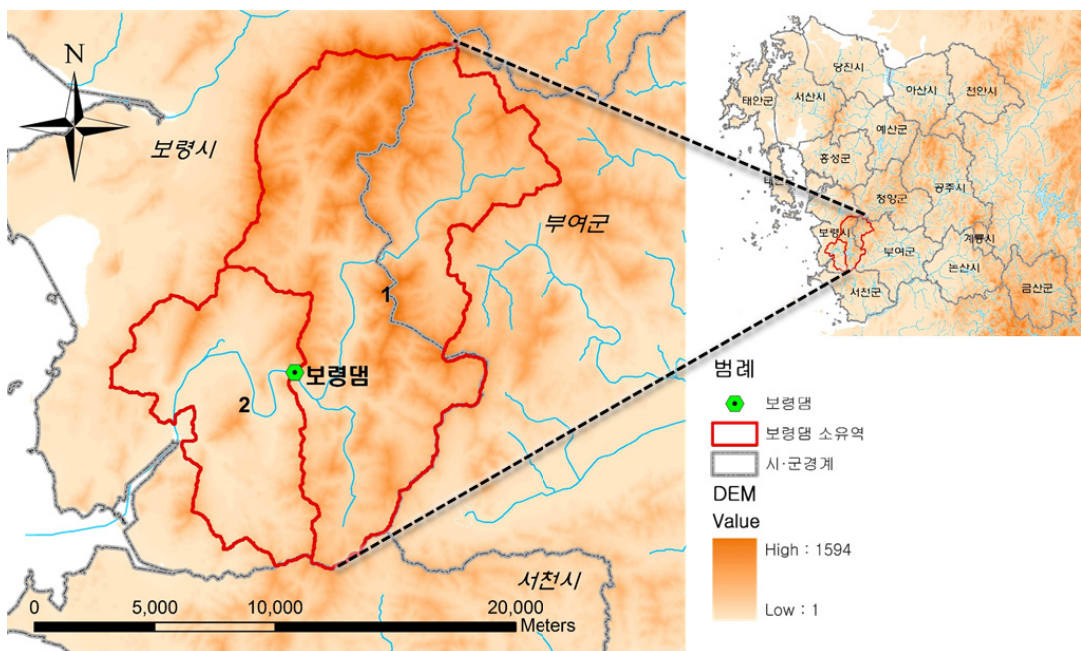 N
보령시
부여군
1
보령댐
2
서천시
0 5,000 10,000 20,000
Meters
당진시
태안군
서산시
아산시
천안시
예산군
홍성군
공주시
청양군
보령시
부여군
계룡시
논산시
서천군
금산군
범례
보령댐
보령댐 소유역
시·군경계
DEM
Value
High : 1594
Low : 1